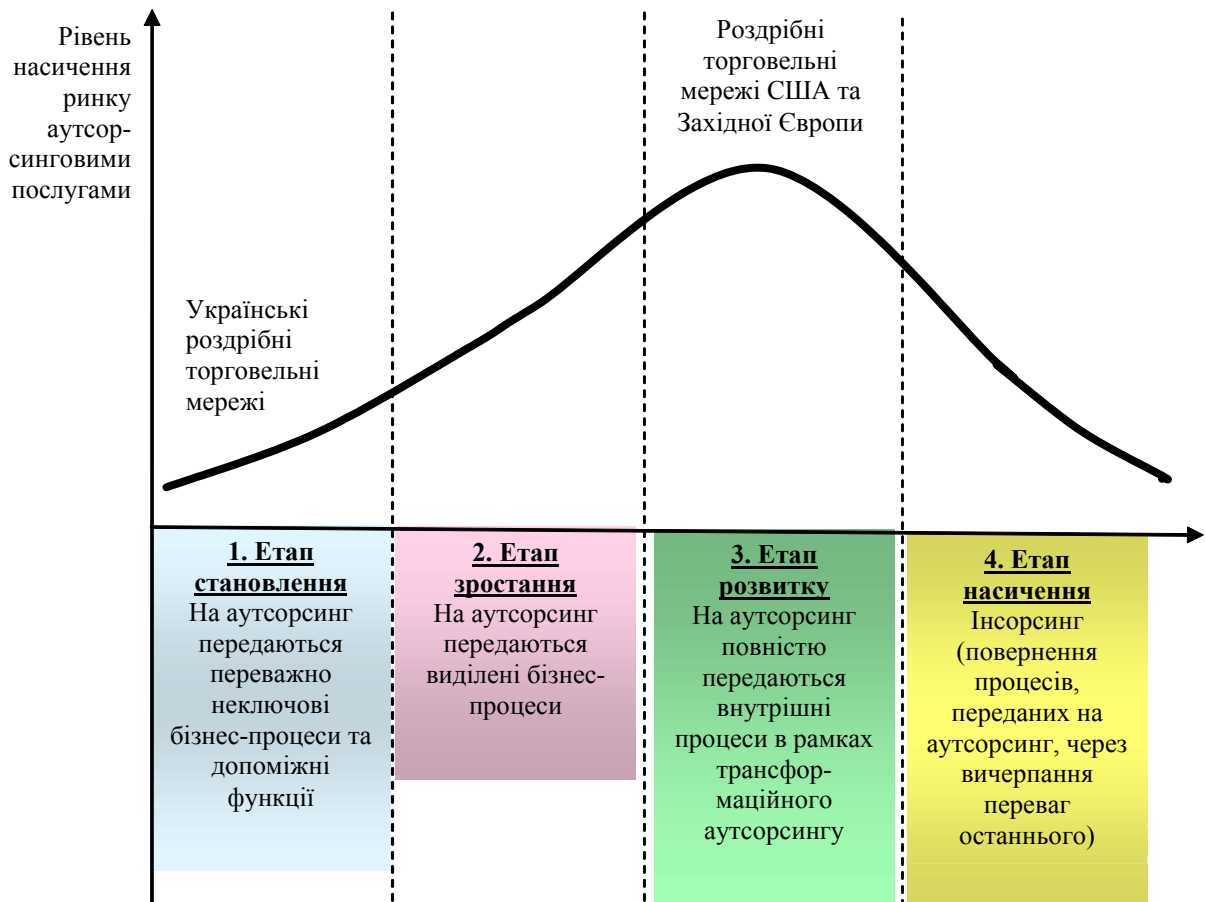 Рівень
насичення
ринку
аутсор-
синговими
послугами
Роздрібні
торговельні
мережі США та
Західної Європи
Українські
роздрібні
торговельні
мережі
1. Етап
становлення
На аутсорсинг
передаються
переважно
неключові
бізнес-процеси та
допоміжні
функції
2. Етап
зростання
На аутсорсинг
передаються
виділені бізнес-
процеси
3. Етап
розвитку
На аутсорсинг
повністю
передаються
внутрішні
процеси в рамках
трансфор-
маційного
аутсорсингу
4. Етап
насичення
Інсорсинг
(повернення
процесів,
переданих на
аутсорсинг, через
вичерпання
переваг
останнього)